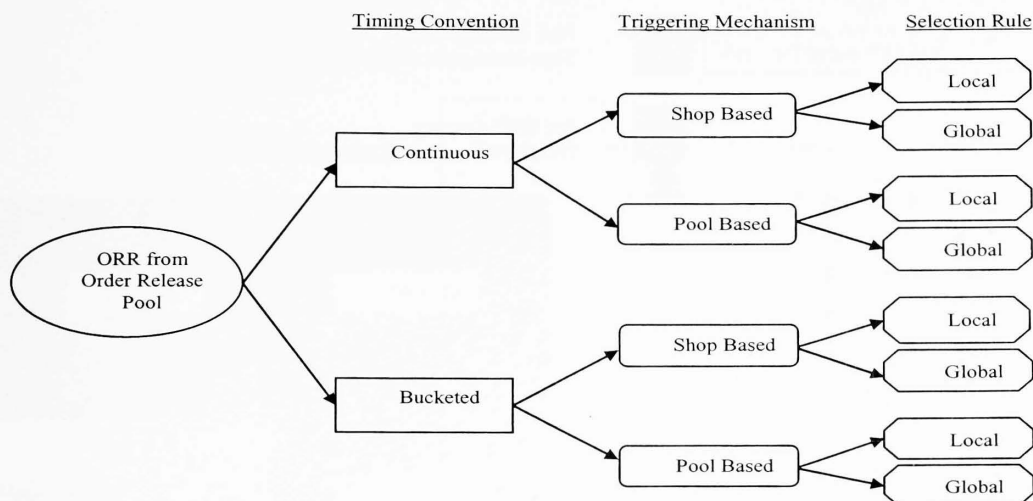 Timing Convention
Triggering Mechanism
Selection Rule
Local
Shop Based
Global
Continuous
Local
Pool Based
Global
ORR from
Order Release
Pool
Local
Shop Based
Global
Bucketed
Local
Pool Based
Global